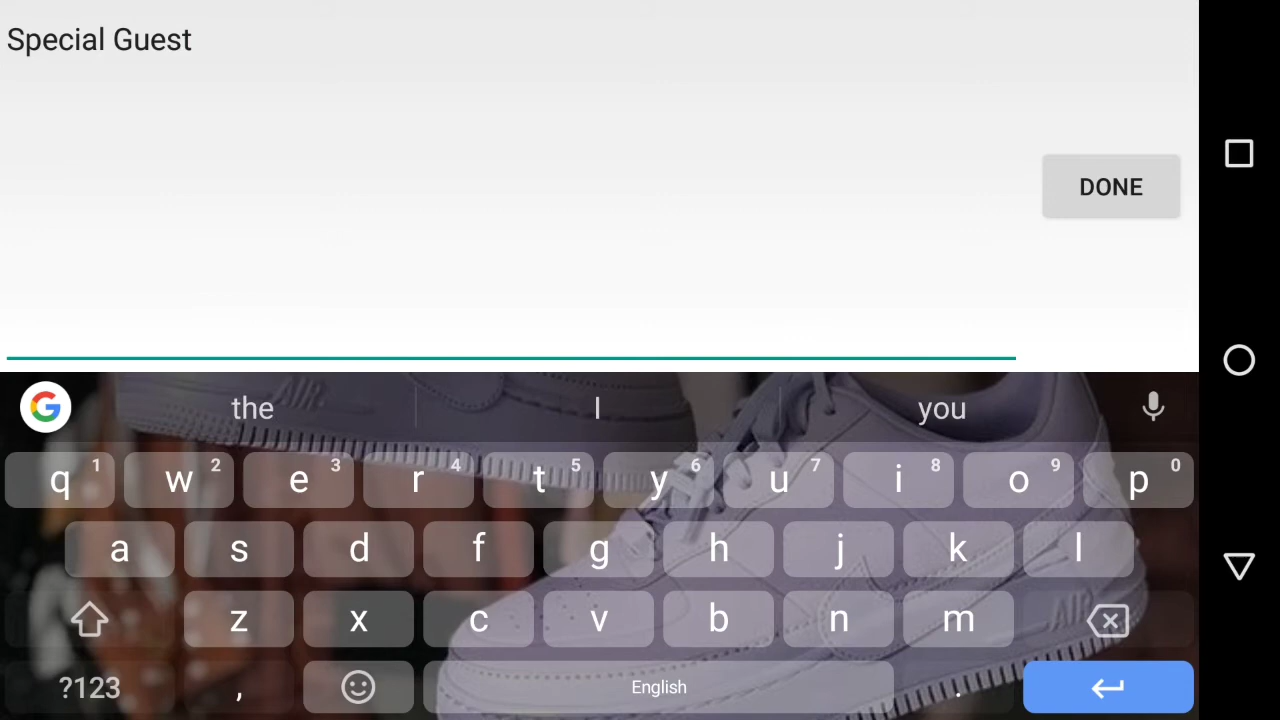 Special Guest
DONE
the I you
q 1 w 2 e 3 r 4 t 5 y 6 u 7 i 8 o 9 p 0
a s d f g h j k l
z x c v b n m
?123 , English .